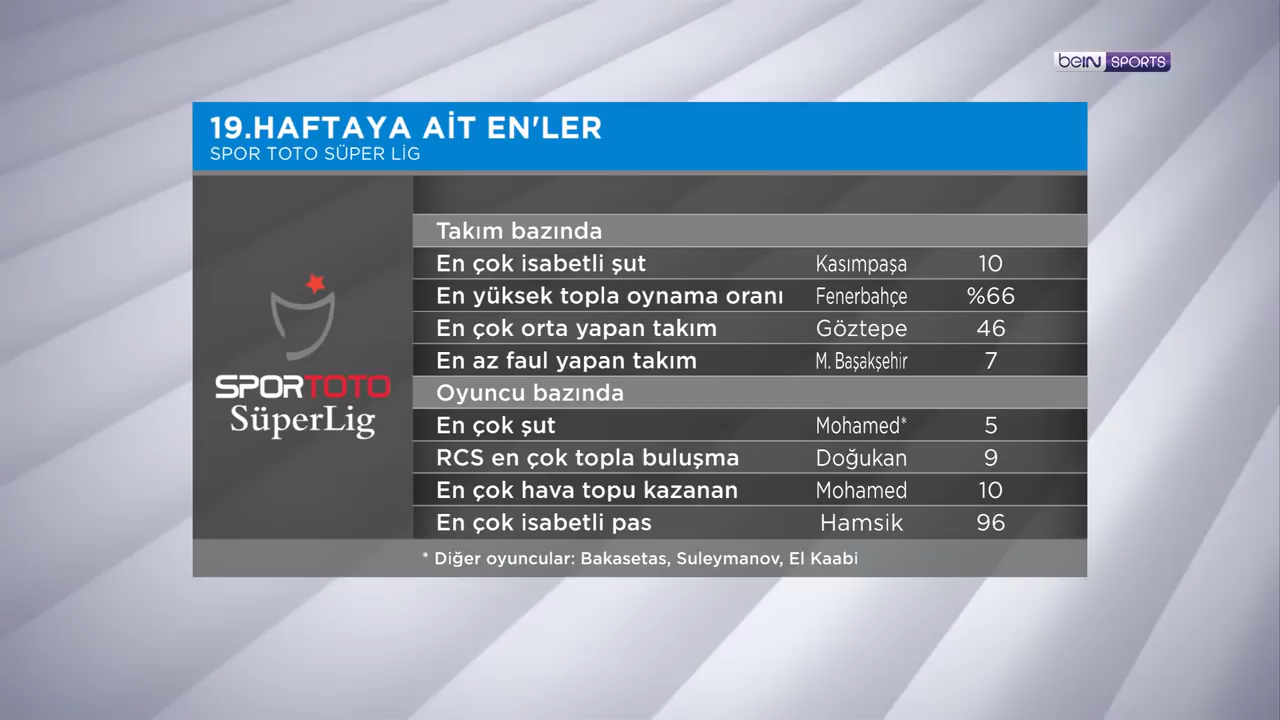 beIN SPORTS
19.HAFTAYA AİT EN'LER
SPOR TOTO SÜPER LİG
Takım bazında
En çok isabetli şut Kasımpaşa 10
En yüksek topla oynama oranı Fenerbahçe %66
En çok orta yapan takım Göztepe 46
En az faul yapan takım M. Başakşehir 7
Oyuncu bazında
En çok şut Mohamed* 5
RCS en çok topla buluşma Doğukan 9
En çok hava topu kazanan Mohamed 10
En çok isabetli pas Hamsik 96
SPORTOTO
SüperLig
* Diğer oyuncular: Bakasetas, Suleymanov, El Kaabi